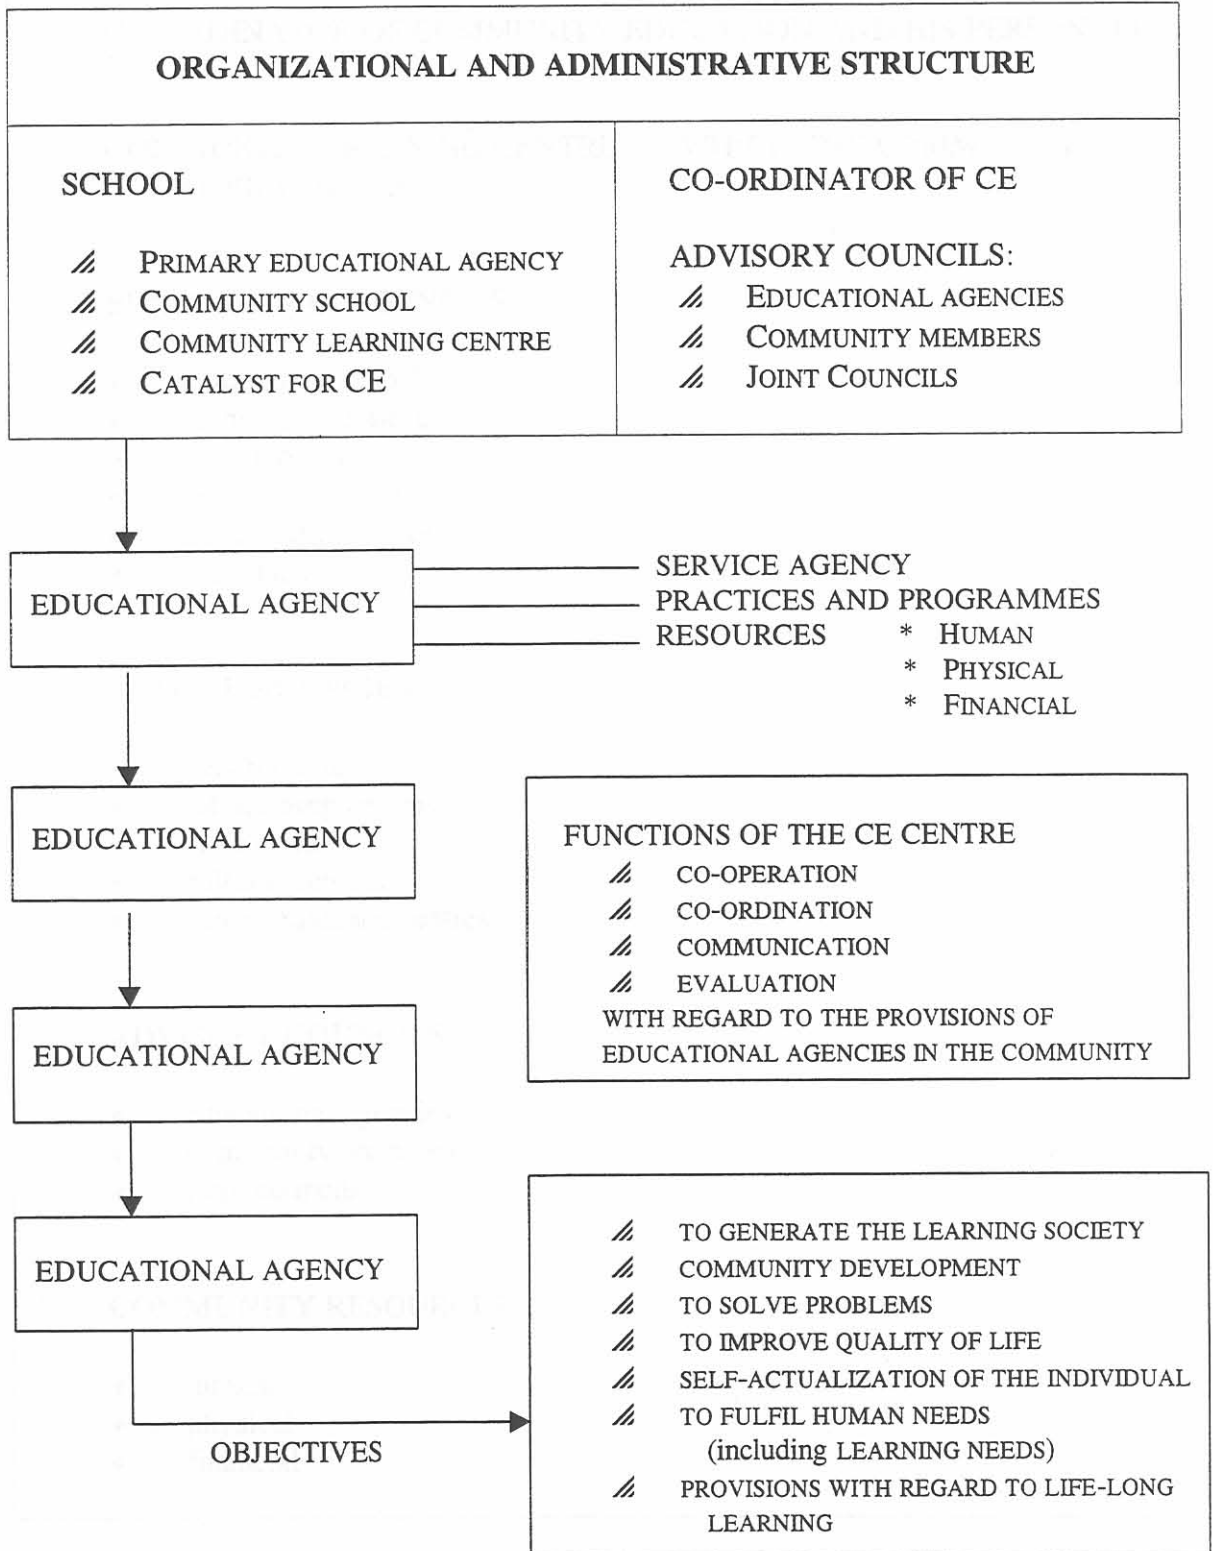 ORGANIZATIONAL AND ADMINISTRATIVE STRUCTURE
SCHOOL
PRIMARY EDUCATIONAL AGENCY
COMMUNITY SCHOOL
COMMUNITY LEARNING CENTRE
CATALYST FOR CE
CO-ORDINATOR OF CE
ADVISORY COUNCILS:
EDUCATIONAL AGENCIES
COMMUNITY MEMBERS
JOINT COUNCILS
EDUCATIONAL AGENCY
SERVICE AGENCY
PRACTICES AND PROGRAMMES
RESOURCES * HUMAN
* PHYSICAL
* FINANCIAL
EDUCATIONAL AGENCY
FUNCTIONS OF THE CE CENTRE
CO-OPERATION
CO-ORDINATION
COMMUNICATION
EVALUATION
WITH REGARD TO THE PROVISIONS OF
EDUCATIONAL AGENCIES IN THE COMMUNITY
EDUCATIONAL AGENCY
EDUCATIONAL AGENCY
OBJECTIVES
TO GENERATE THE LEARNING SOCIETY
COMMUNITY DEVELOPMENT
TO SOLVE PROBLEMS
TO IMPROVE QUALITY OF LIFE
SELF-ACTUALIZATION OF THE INDIVIDUAL
TO FULFIL HUMAN NEEDS
(including LEARNING NEEDS)
PROVISIONS WITH REGARD TO LIFE-LONG
LEARNING